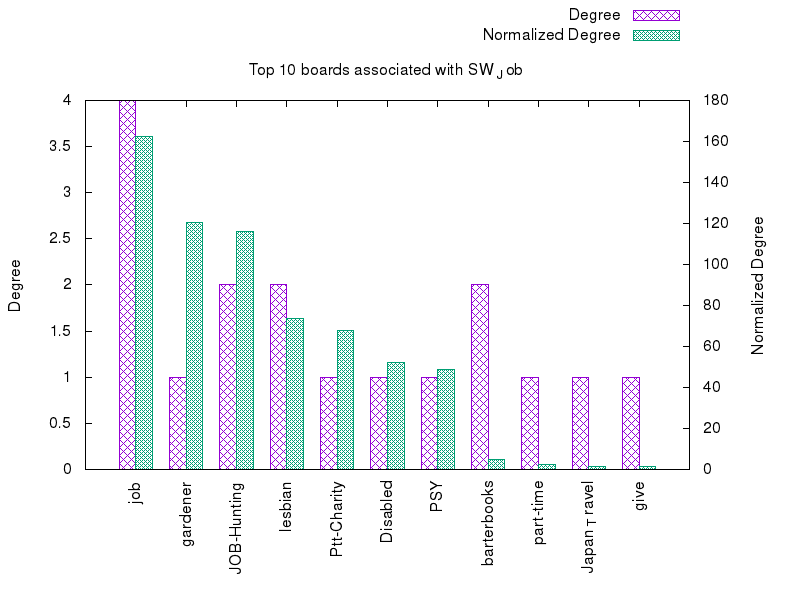 Degree
Normalized Degree
Top 10 boards associated with SW_Job
4
3.5
3
2.5
2
1.5
1
0.5
0
180
160
140
120
100
80
60
40
20
0
Degree
Normalized Degree
job
gardener
JOB-Hunting
lesbian
Ptt-Charity
Disabled
PSY
barterbooks
part-time
Japan_Travel
give